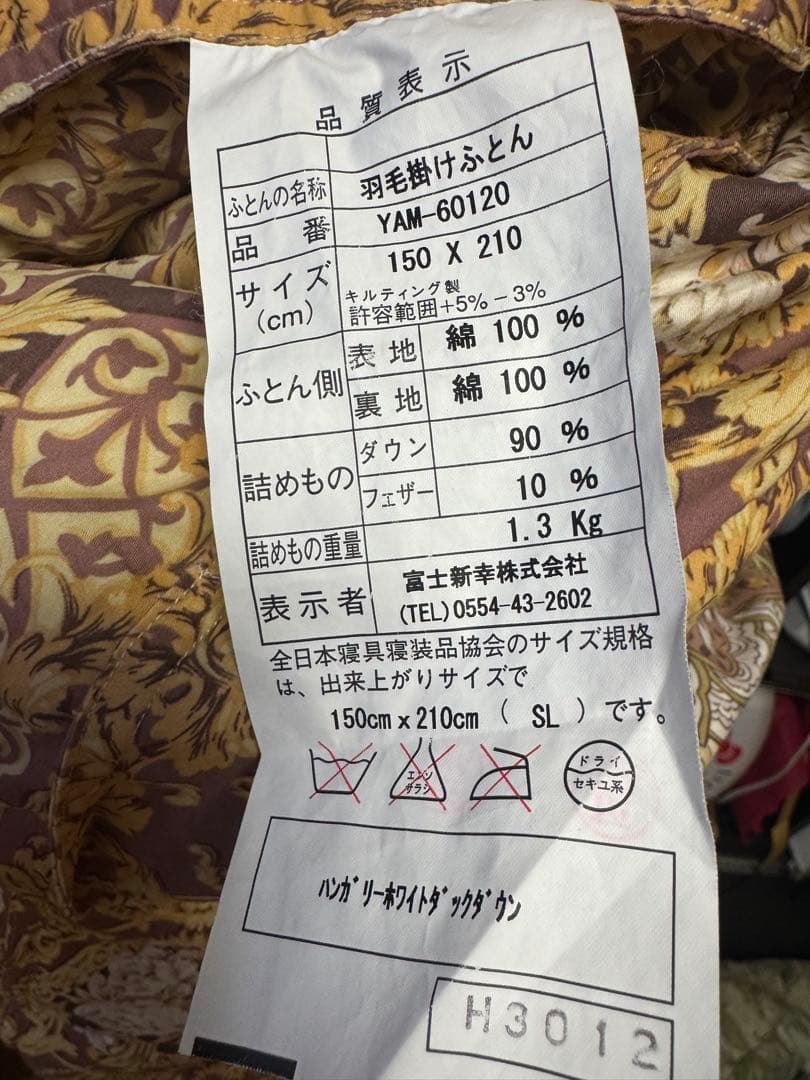 品質表示
ふとんの名称 羽毛掛けふとん
品番 YAM-60120
サイズ(cm) 150 X 210
キルティング製
許容範囲+5%-3%
ふとん側 表地 綿 100 %
裏地 綿 100 %
詰めもの ダウン 90 %
フェザー 10 %
詰めもの重量 1.3 Kg
表示者 富士新幸株式会社
(TEL)0554-43-2602
全日本寝具寝装品協会のサイズ規格
は、出来上がりサイズで
150cm x 210cm ( SL ) です。
エンソ
サラシ
ドライ
セキユ系
ハンガリーホワイトダックダウン
H3012